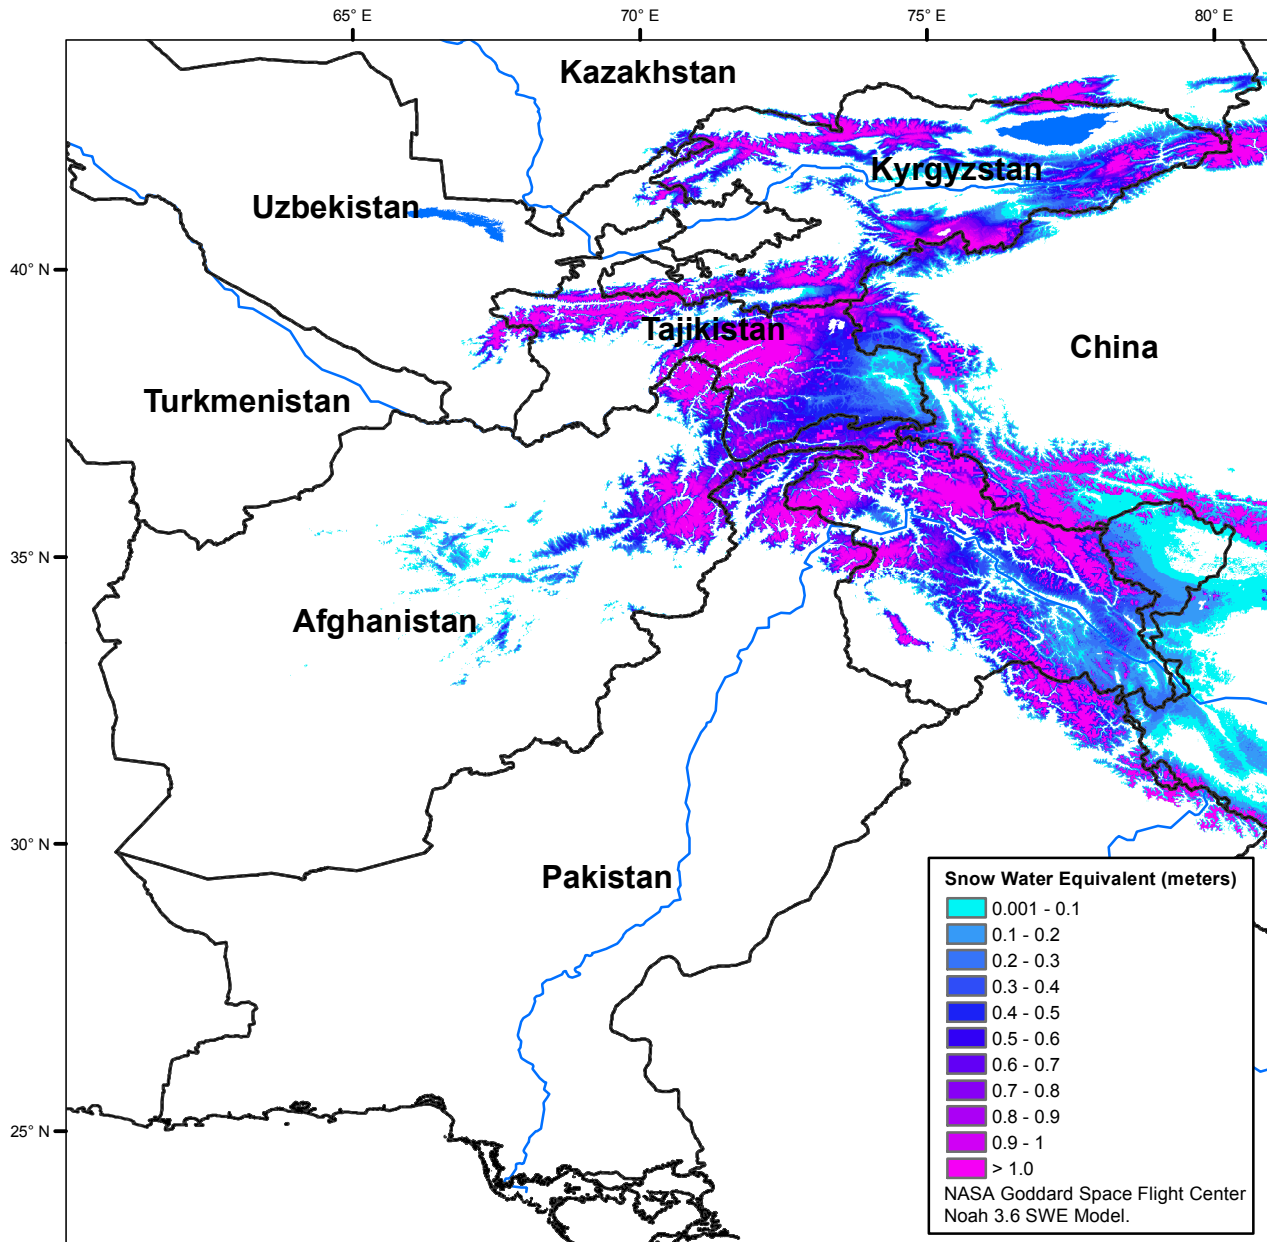 65° E
70° E
75° E
80° E
Kazakhstan
Kyrgyzstan
Uzbekistan
40° N
Tajikistan
China
Turkmenistan
35° N
Afghanistan
30° N
Pakistan
25° N
Snow Water Equivalent (meters)
0.001 - 0.1
0.1 - 0.2
0.2 - 0.3
0.3 - 0.4
0.4 - 0.5
0.5 - 0.6
0.6 - 0.7
0.7 - 0.8
0.8 - 0.9
0.9 - 1
> 1.0
NASA Goddard Space Flight Center
Noah 3.6 SWE Model.